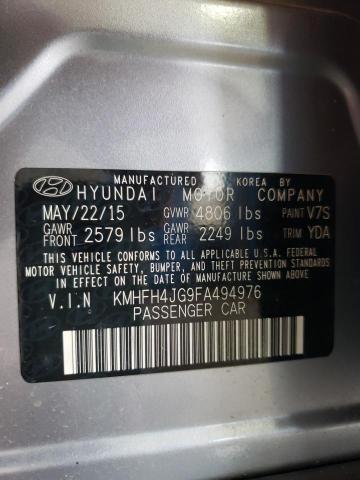 MANUFACTURED IN KOREA BY
HYUNDAI MOTOR COMPANY
MAY/22/15 GVWR 4806 lbs PAINT V7S
GAWR FRONT 2579 lbs GAWR REAR 2249 lbs TRIM YDA
THIS VEHICLE CONFORMS TO ALL APPLICABLE U.S.A. FEDERAL
MOTOR VEHICLE SAFETY, BUMPER, AND THEFT PREVENTION
STANDARDS IN EFFECT ON THE DATE OF MANUFACTURE SHOWN ABOVE.
V.I.N KMHFH4JG9FA494976
PASSENGER CAR